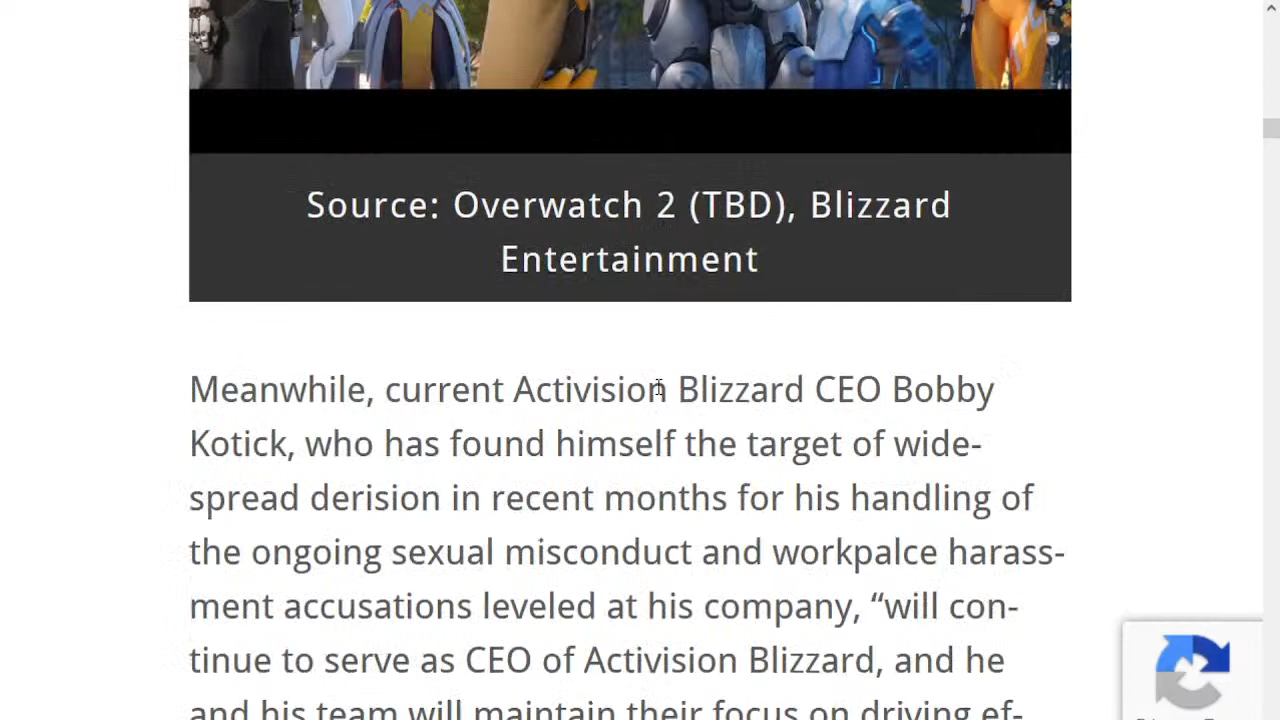 Source: Overwatch 2 (TBD), Blizzard
Entertainment
Meanwhile, current Activision Blizzard CEO Bobby
Kotick, who has found himself the target of wide-
spread derision in recent months for his handling of
the ongoing sexual misconduct and workpalce harass-
ment accusations leveled at his company, “will con-
tinue to serve as CEO of Activision Blizzard, and he
and his team will maintain their focus on driving ef-